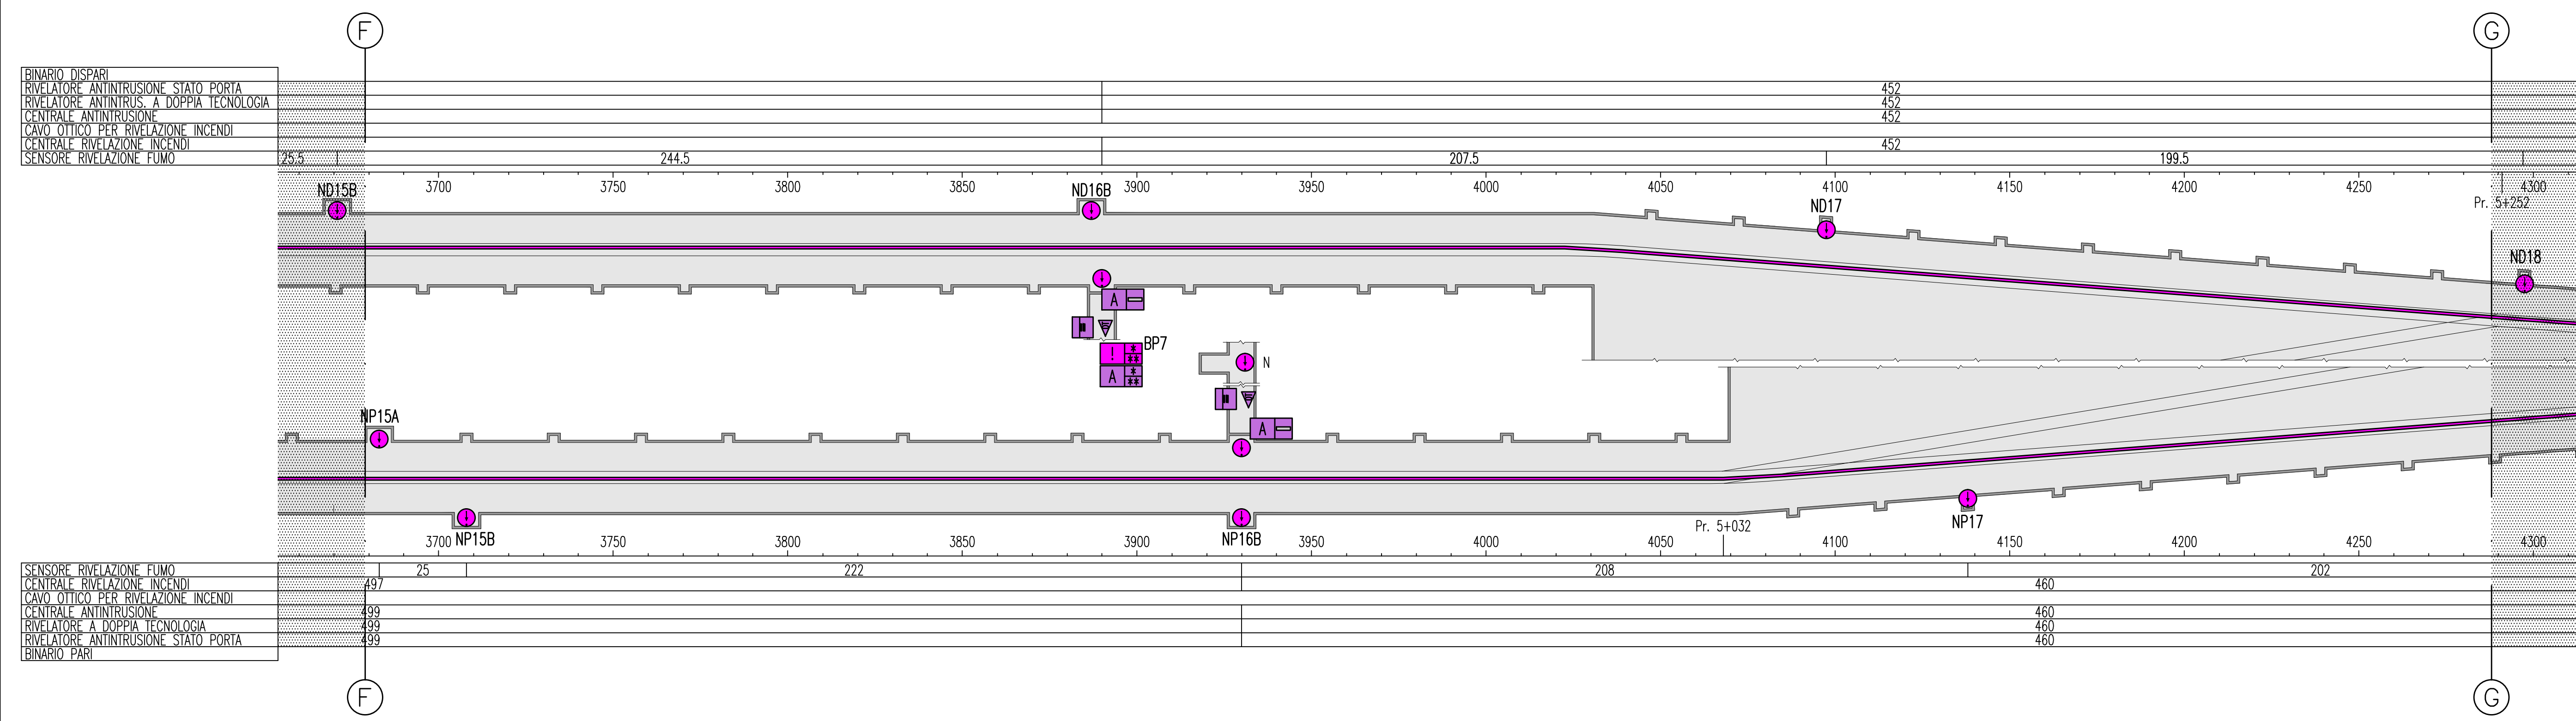 F G
BINARIO DISPARI
RIVELATORE ANTINTRUSIONE STATO PORTA 452
RIVELATORE ANTINTRUS. A DOPPIA TECNOLOGIA 452
CENTRALE ANTINTRUSIONE 452
CAVO OTTICO PER RIVELAZIONE INCENDI
CENTRALE RIVELAZIONE INCENDI 452
SENSORE RIVELAZIONE FUMO 25.5 244.5 207.5 199.5
3700 3750 3800 3850 3900 3950 4000 4050 4100 4150 4200 4250 4300
ND15B ND16B ND17 Pr. 5+252
ND18
A
! * BP7
**
A *
**
N
NP15A
A
NP15B NP16B Pr. 5+032 NP17
3700 3750 3800 3850 3900 3950 4000 4050 4100 4150 4200 4250 4300
SENSORE RIVELAZIONE FUMO 25 222 208 202
CENTRALE RIVELAZIONE INCENDI 497 460
CAVO OTTICO PER RIVELAZIONE INCENDI
CENTRALE ANTINTRUSIONE 499 460
RIVELATORE A DOPPIA TECNOLOGIA 499 460
RIVELATORE ANTINTRUSIONE STATO PORTA 499 460
BINARIO PARI
F G